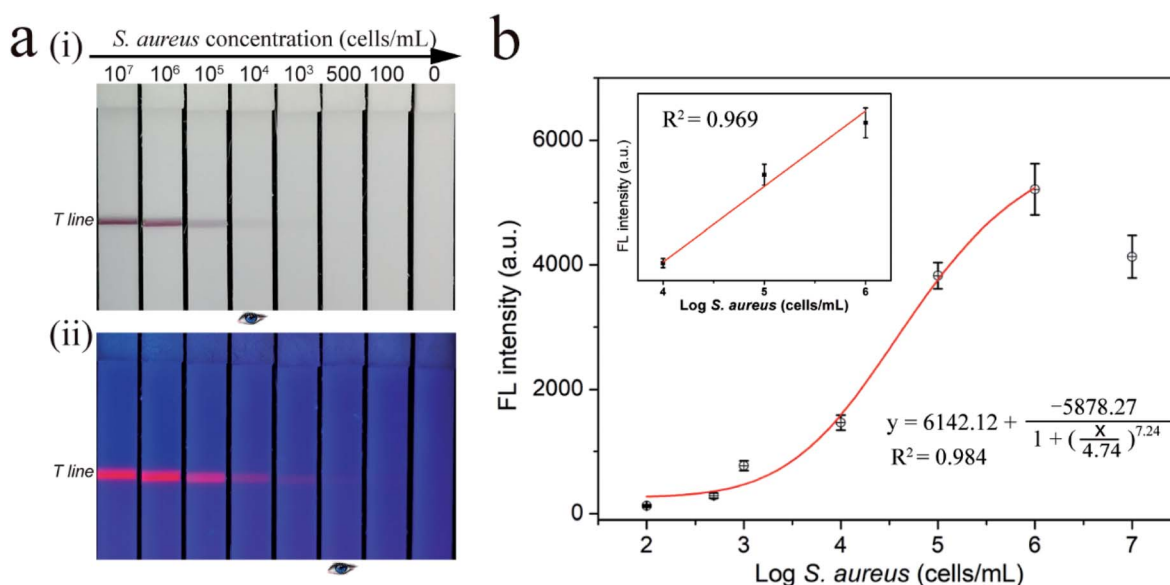 a (i)
S. aureus concentration (cells/mL)
10⁷ 10⁶ 10⁵ 10⁴ 10³ 500 100 0
T line
(ii)
T line
b
FL intensity (a.u.)
6000
4000
2000
0
R² = 0.969
FL intensity (a.u.)
4 5 6
Log S. aureus (cells/mL)
y = 6142.12 + −5878.27 / 1 + (x/4.74)^7.24
R² = 0.984
2 3 4 5 6 7
Log S. aureus (cells/mL)